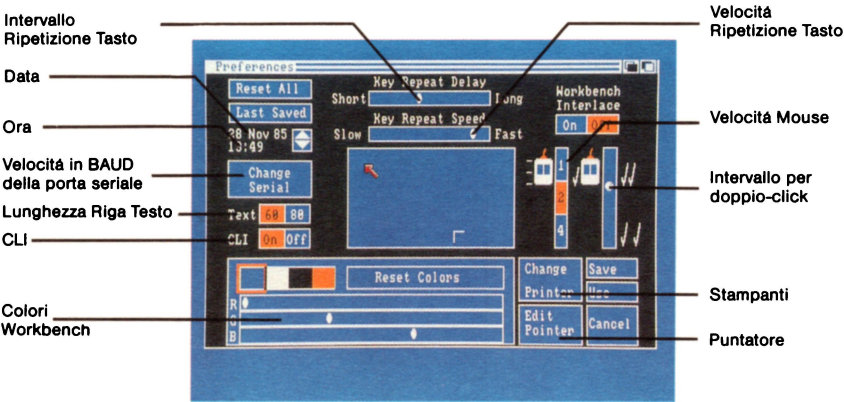 Intervallo
Ripetizione Tasto
Data
Ora
Velocitá in BAUD
della porta seriale
Lunghezza Riga Testo
CLI
Colori
Workbench
Preferences
Reset All
Last Saved
28 Nov 85
10:49
Change
Serial
Text 60 80
CLI On Off
Key Repeat Delay
Short Long
Key Repeat Speed
Slow Fast
Workbench
Interlace
On Off
1
2
4
Reset Colors
R
G
B
Change
Printer
Edit
Pointer
Save
Use
Cancel
Velocitá
Ripetizione Tasto
Velocitá Mouse
Intervallo per
doppio-click
Stampanti
Puntatore